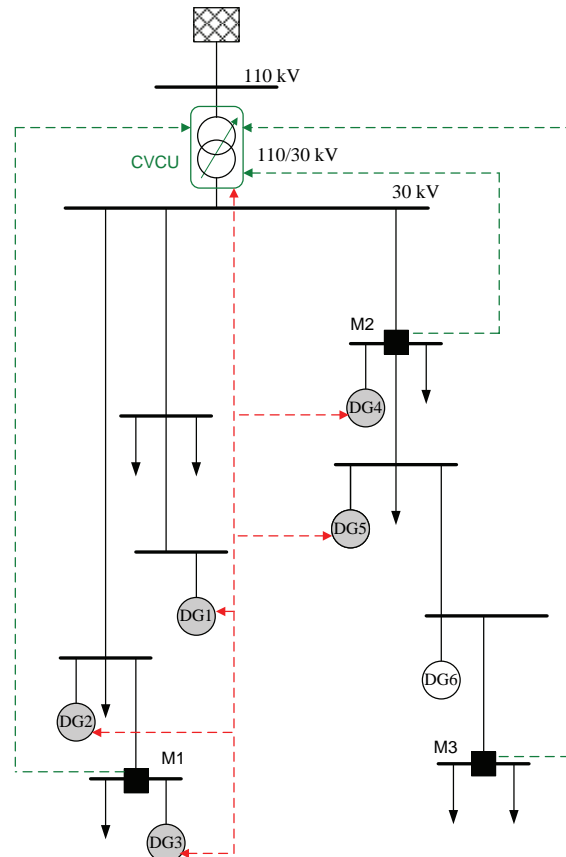 110 kV
CVCU
110/30 kV
30 kV
M2
DG4
DG5
DG1
DG6
DG2
M1
M3
DG3